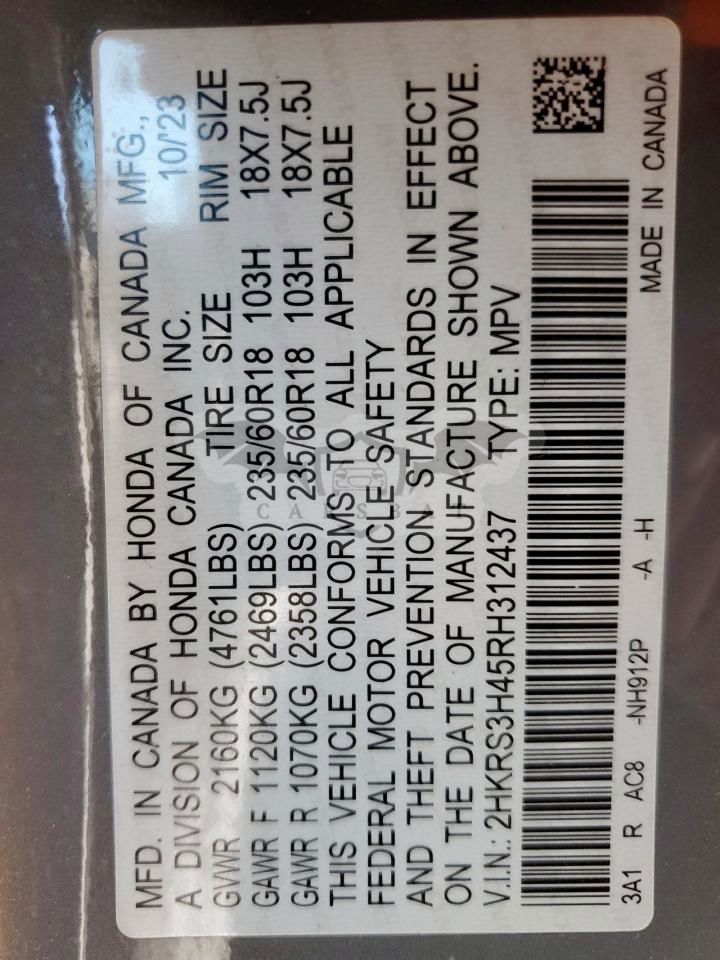 MFD. IN CANADA BY HONDA OF CANADA MFG.,
A DIVISION OF HONDA CANADA INC. 10/23
GVWR 2160KG (4761LBS) TIRE SIZE RIM SIZE
GAWR F 1120KG (2469LBS) 235/60R18 103H 18X7.5J
GAWR R 1070KG (2358LBS) 235/60R18 103H 18X7.5J
THIS VEHICLE CONFORMS TO ALL APPLICABLE
FEDERAL MOTOR VEHICLE SAFETY
AND THEFT PREVENTION STANDARDS IN EFFECT
ON THE DATE OF MANUFACTURE SHOWN ABOVE.
V.I.N.: 2HKRS3H45RH312437 TYPE: MPV
3A1 R AC8 -NH912P -A -H MADE IN CANADA